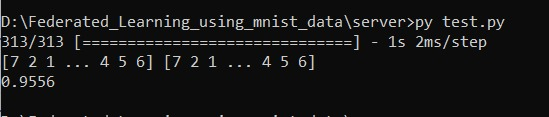 D:\Federated_Learning_using_mnist_data\server>py test.py
313/313 [==============================] - 1s 2ms/step
[7 2 1 ... 4 5 6] [7 2 1 ... 4 5 6]
0.9556